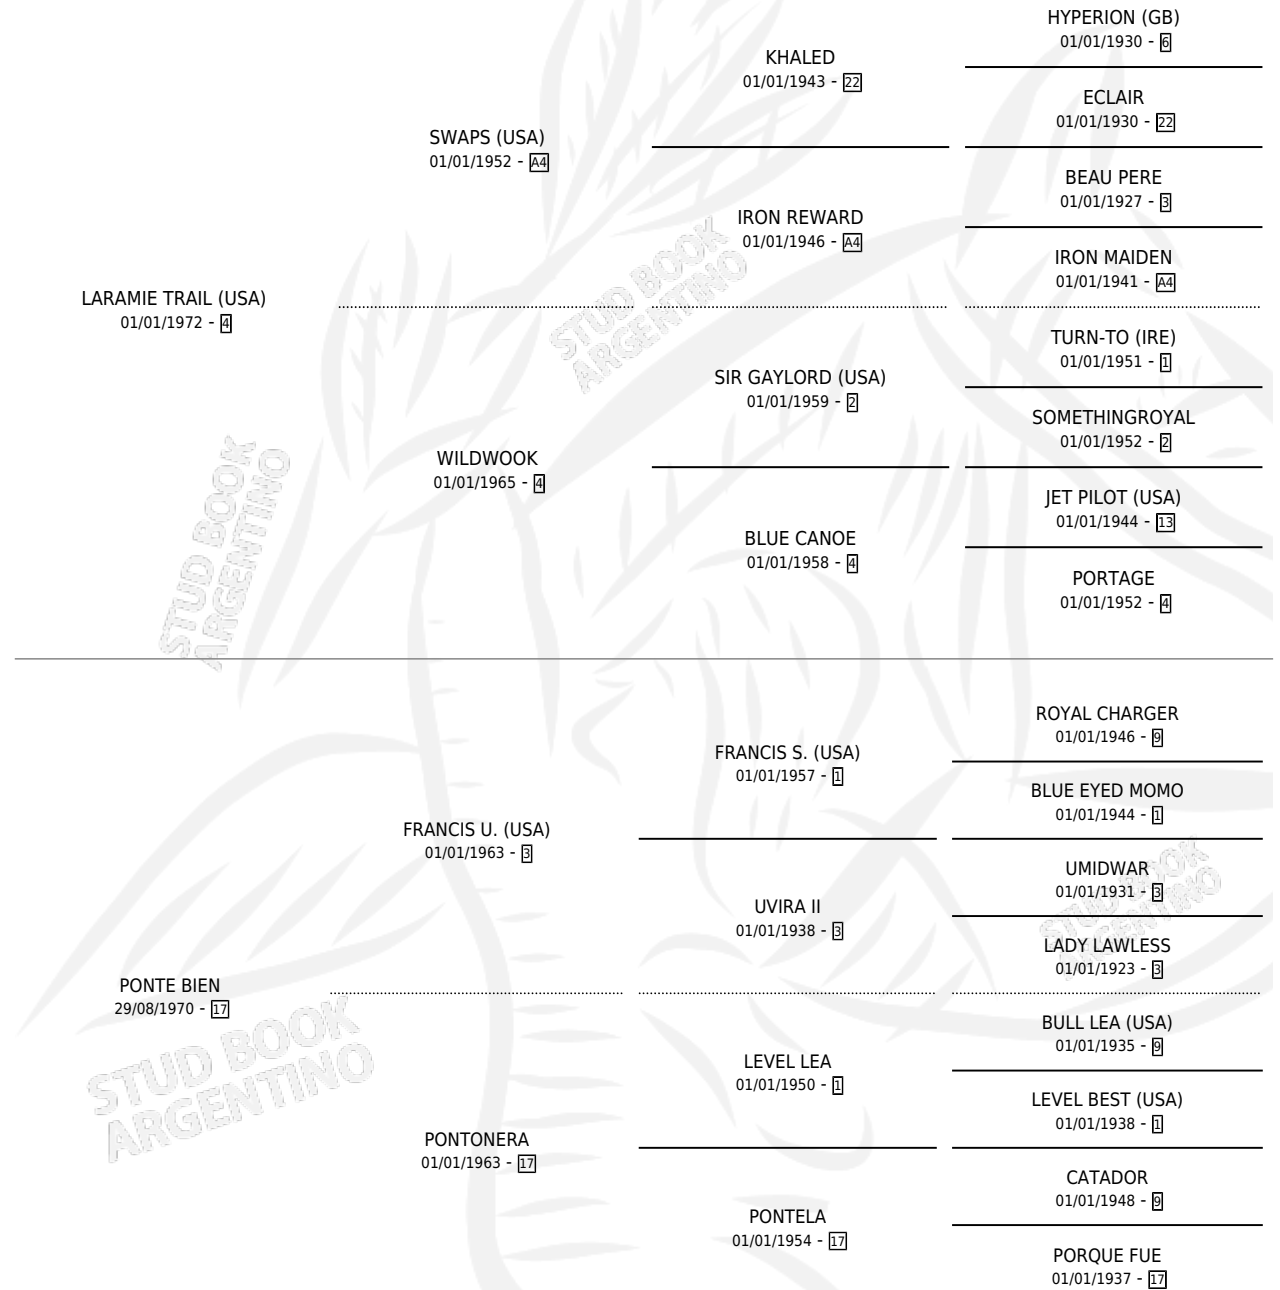 HYPERION (GB)
01/01/1930 - 6
KHALED
01/01/1943 - 22
ECLAIR
01/01/1930 - 22
SWAPS (USA)
01/01/1952 - A4
BEAU PERE
01/01/1927 - 3
IRON REWARD
01/01/1946 - A4
IRON MAIDEN
01/01/1941 - A4
LARAMIE TRAIL (USA)
01/01/1972 - 4
STUD BOOK
ARGENTINO
TURN-TO (IRE)
01/01/1951 - 1
SIR GAYLORD (USA)
01/01/1959 - 2
SOMETHINGROYAL
01/01/1952 - 2
WILDWOOK
01/01/1965 - 4
JET PILOT (USA)
01/01/1944 - 13
BLUE CANOE
01/01/1958 - 4
PORTAGE
01/01/1952 - 4
STUD BOOK
ARGENTINO
ROYAL CHARGER
01/01/1946 - 9
FRANCIS S. (USA)
01/01/1957 - 1
BLUE EYED MOMO
01/01/1944 - 1
FRANCIS U. (USA)
01/01/1963 - 3
UMIDWAR
01/01/1931 - 3
UVIRA II
01/01/1938 - 3
LADY LAWLESS
01/01/1923 - 3
STUD BOOK
ARGENTINO
PONTE BIEN
29/08/1970 - 17
BULL LEA (USA)
01/01/1935 - 9
LEVEL LEA
01/01/1950 - 1
LEVEL BEST (USA)
01/01/1938 - 1
STUD BOOK
ARGENTINO
PONTONERA
01/01/1963 - 17
CATADOR
01/01/1948 - 9
PONTELA
01/01/1954 - 17
PORQUE FUE
01/01/1937 - 17